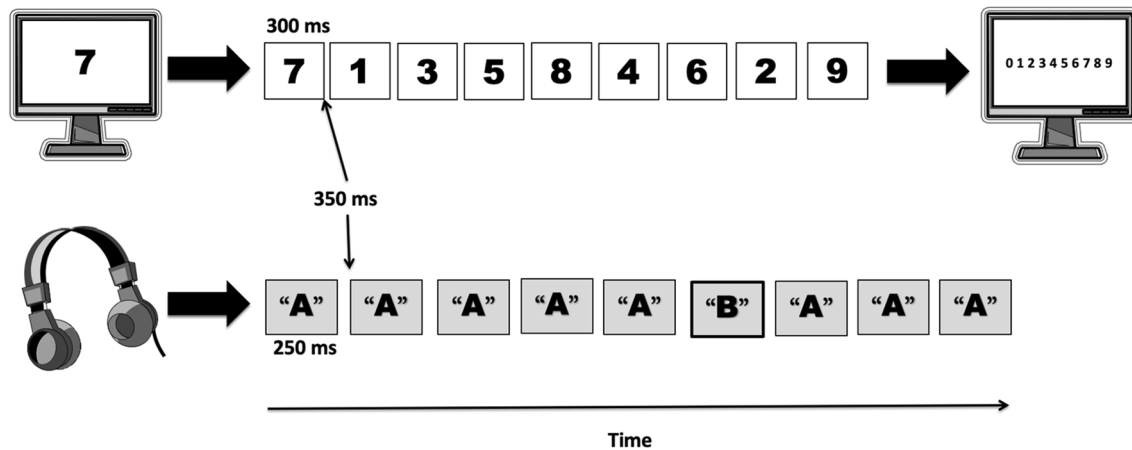 300 ms
7
7 1 3 5 8 4 6 2 9
0 1 2 3 4 5 6 7 8 9
350 ms
“A” “A” “A” “A” “A” “B” “A” “A” “A”
250 ms
Time